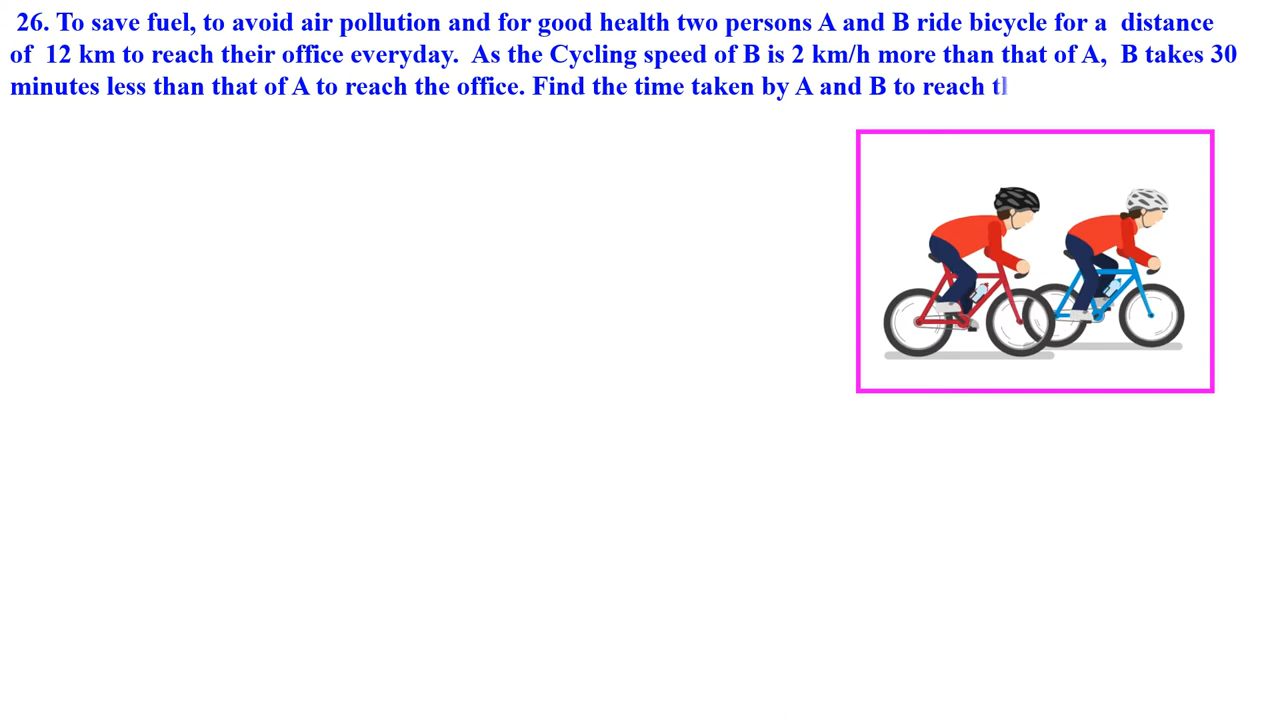 26. To save fuel, to avoid air pollution and for good health two persons A and B ride bicycle for a distance
of 12 km to reach their office everyday. As the Cycling speed of B is 2 km/h more than that of A, B takes 30
minutes less than that of A to reach the office. Find the time taken by A and B to reach